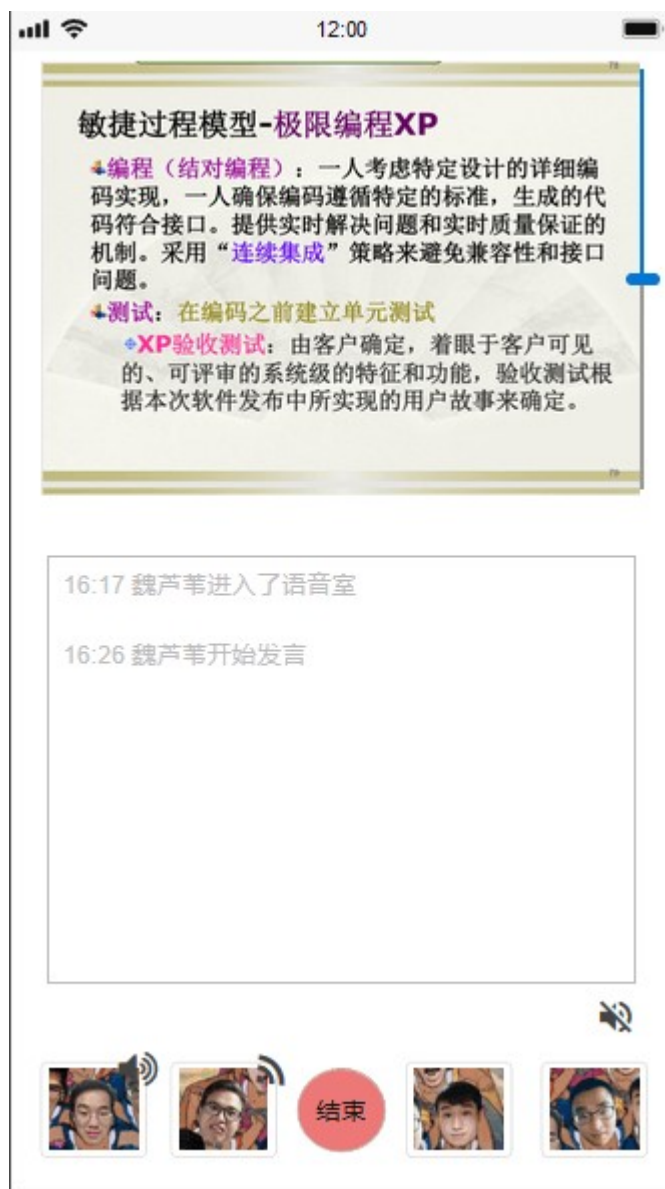 12:00
78
敏捷过程模型-极限编程XP
编程（结对编程）：一人考虑特定设计的详细编
码实现，一人确保编码遵循特定的标准，生成的代
码符合接口。提供实时解决问题和实时质量保证的
机制。采用“连续集成”策略来避免兼容性和接口
问题。
测试：在编码之前建立单元测试
XP验收测试：由客户确定，着眼于客户可见
的、可评审的系统级的特征和功能，验收测试根
据本次软件发布中所实现的用户故事来确定。
79
16:17 魏芦苇进入了语音室
16:26 魏芦苇开始发言
结束